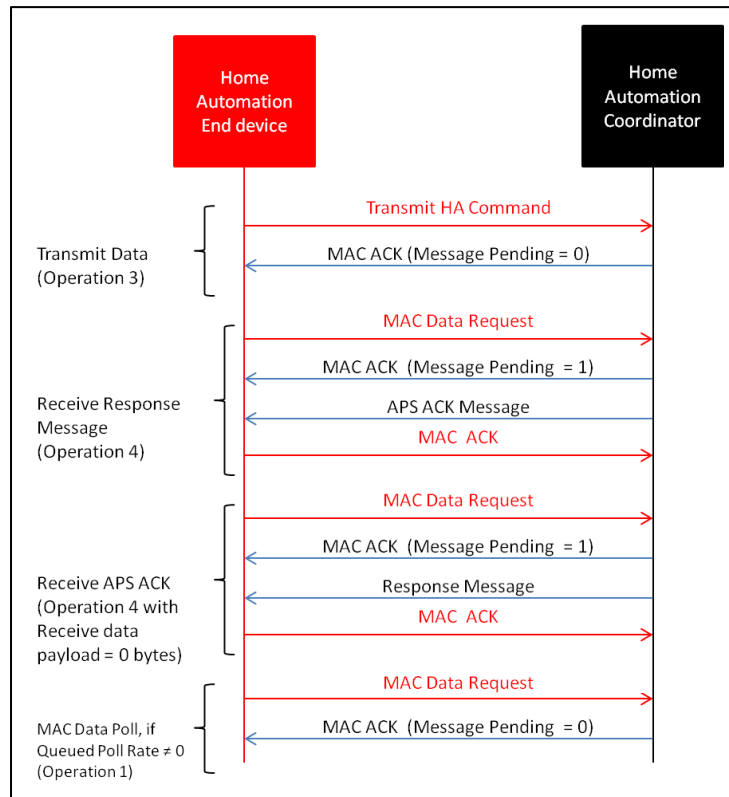 Home
Automation
End device
Home
Automation
Coordinator
Transmit HA Command
Transmit Data
(Operation 3)
MAC ACK (Message Pending = 0)
MAC Data Request
MAC ACK  (Message Pending  = 1)
Receive Response
Message
(Operation 4)
APS ACK Message
MAC  ACK
MAC Data Request
MAC ACK  (Message Pending = 1)
Receive APS ACK
(Operation 4 with
Receive data
payload = 0 bytes)
Response Message
MAC  ACK
MAC Data Request
MAC Data Poll, if
Queued Poll Rate ≠ 0
(Operation 1)
MAC ACK  (Message Pending = 0)